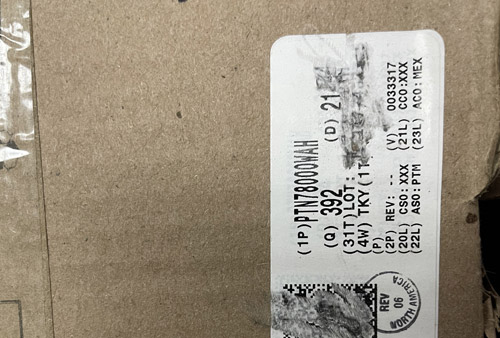 (1P)PTN78000WAH
(Q) 392 (D) 21
(31T)LOT:
(4W) TKY (1T
P)
(2P) REV: -- V) 0033317
(20L) CSO:XXX (21L) CCO:XXX
(22L) ASO:PTM (23L) ACO:MEX
REV
06
NORTH AMERICA